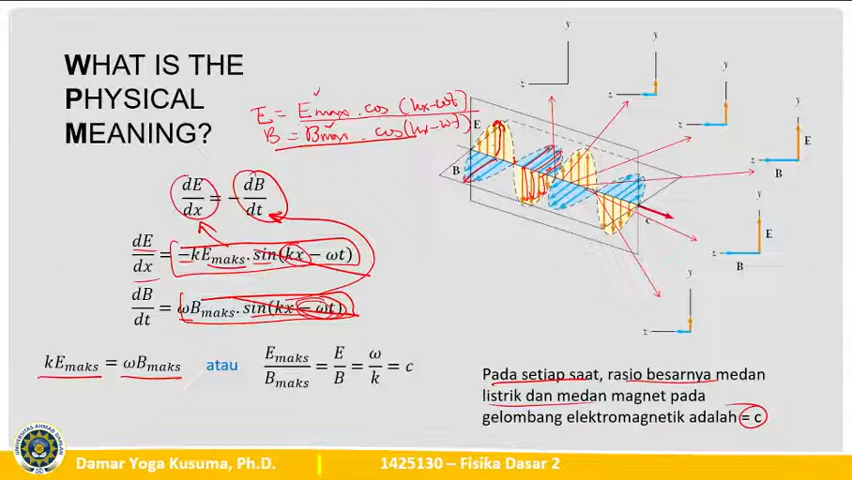 WHAT IS THE
PHYSICAL
MEANING?
E = Emax . cos (kx-ωt)
B = Bmax . cos(kx-ωt)
dE/dx = − dB/dt
dE/dx = −kEmaks.sin(kx − ωt)
dB/dt = ωBmaks.sin(kx − ωt)
kEmaks = ωBmaks atau Emaks/Bmaks = E/B = ω/k = c
y
z
y
z
y
z
y
E
z
B
y
E
z
B
y
z
E
B
c
Pada setiap saat, rasio besarnya medan
listrik dan medan magnet pada
gelombang elektromagnetik adalah = c
Damar Yoga Kusuma, Ph.D. | 1425130 – Fisika Dasar 2